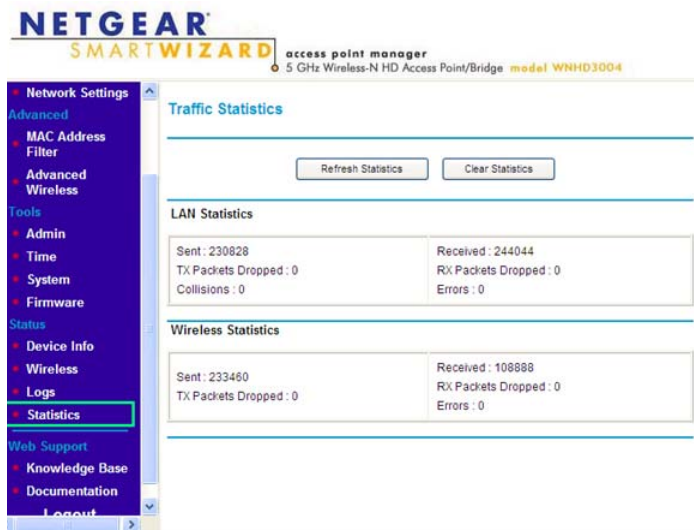 NETGEAR
SMARTWIZARD access point manager
5 GHz Wireless-N HD Access Point/Bridge model WNHD3004
Network Settings
Advanced
MAC Address
Filter
Advanced
Wireless
Tools
Admin
Time
System
Firmware
Status
Device Info
Wireless
Logs
Statistics
Web Support
Knowledge Base
Documentation
Logout
Traffic Statistics
Refresh Statistics Clear Statistics
LAN Statistics
Sent : 230828 Received : 244044
TX Packets Dropped : 0 RX Packets Dropped : 0
Collisions : 0 Errors : 0
Wireless Statistics
Sent : 233460
TX Packets Dropped : 0
Received : 108888
RX Packets Dropped : 0
Errors : 0